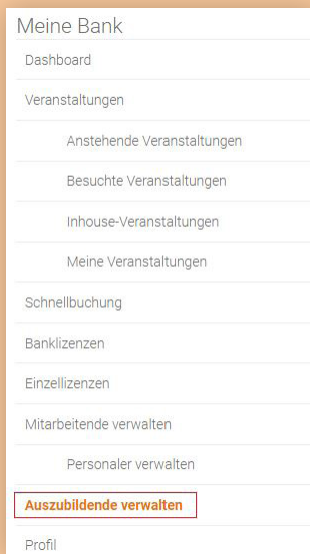 Meine Bank
Dashboard
Veranstaltungen
Anstehende Veranstaltungen
Besuchte Veranstaltungen
Inhouse-Veranstaltungen
Meine Veranstaltungen
Schnellbuchung
Banklizenzen
Einzellizenzen
Mitarbeitende verwalten
Personaler verwalten
Auszubildende verwalten
Profil